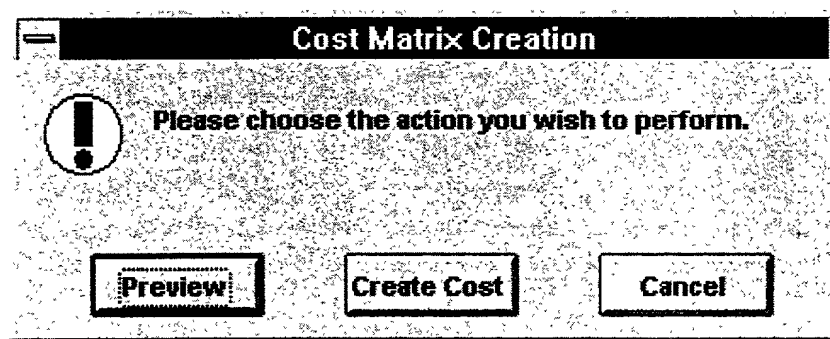 Cost Matrix Creation
Please choose the action you wish to perform.
Preview Create Cost Cancel